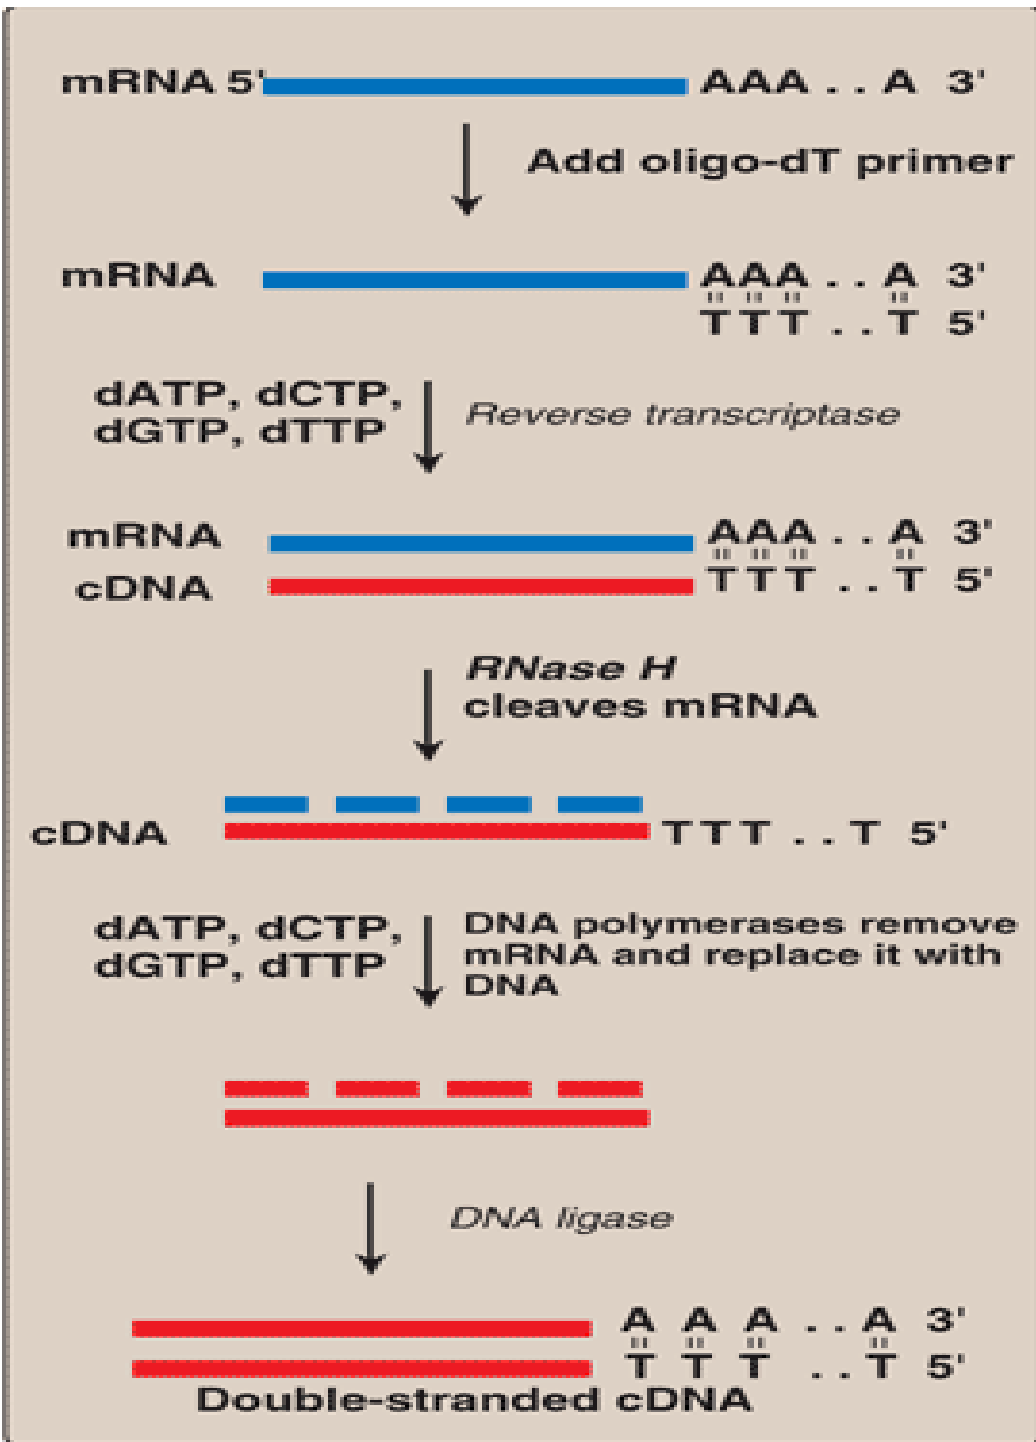 mRNA 5' AAA . . A 3'
Add oligo-dT primer
mRNA AAA . . A 3'
TTT . . T 5'
dATP, dCTP,
dGTP, dTTP
Reverse transcriptase
mRNA AAA . . A 3'
cDNA TTT . . T 5'
RNase H
cleaves mRNA
cDNA TTT . . T 5'
dATP, dCTP,
dGTP, dTTP
DNA polymerases remove
mRNA and replace it with
DNA
DNA ligase
A A A . . A 3'
T T T . . T 5'
Double-stranded cDNA